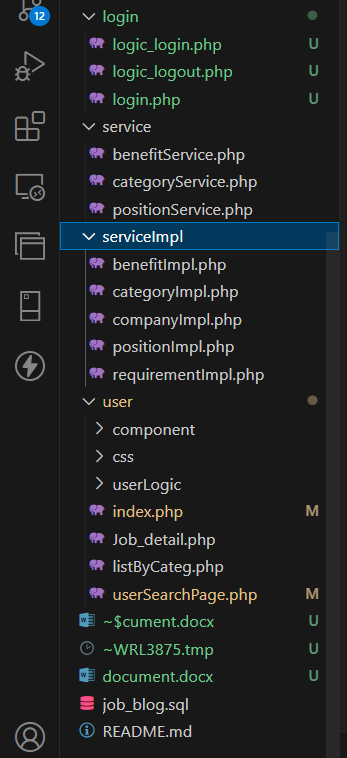 12
login
logic_login.php U
logic_logout.php U
login.php U
service
benefitService.php
categoryService.php
positionService.php
serviceImpl
benefitImpl.php
categoryImpl.php
companyImpl.php
positionImpl.php
requirementImpl.php
user
component
css
userLogic
index.php M
Job_detail.php
listByCateg.php
userSearchPage.php M
~$cument.docx U
~WRL3875.tmp U
document.docx U
job_blog.sql
README.md